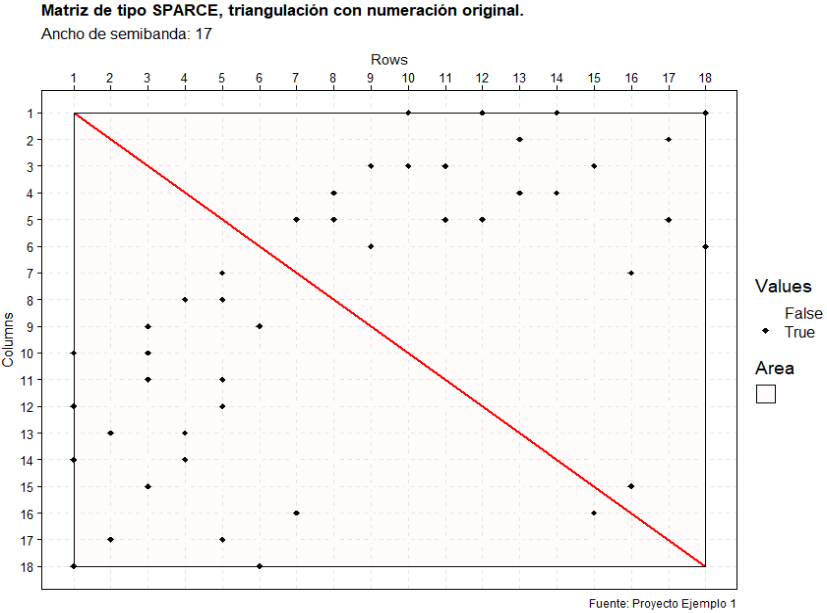 Matriz de tipo SPARCE, triangulación con numeración original.
Ancho de semibanda: 17
Rows
1 2 3 4 5 6 7 8 9 10 11 12 13 14 15 16 17 18
Columns
1
2
3
4
5
6
7
8
9
10
11
12
13
14
15
16
17
18
Values
False
True
Area
Fuente: Proyecto Ejemplo 1